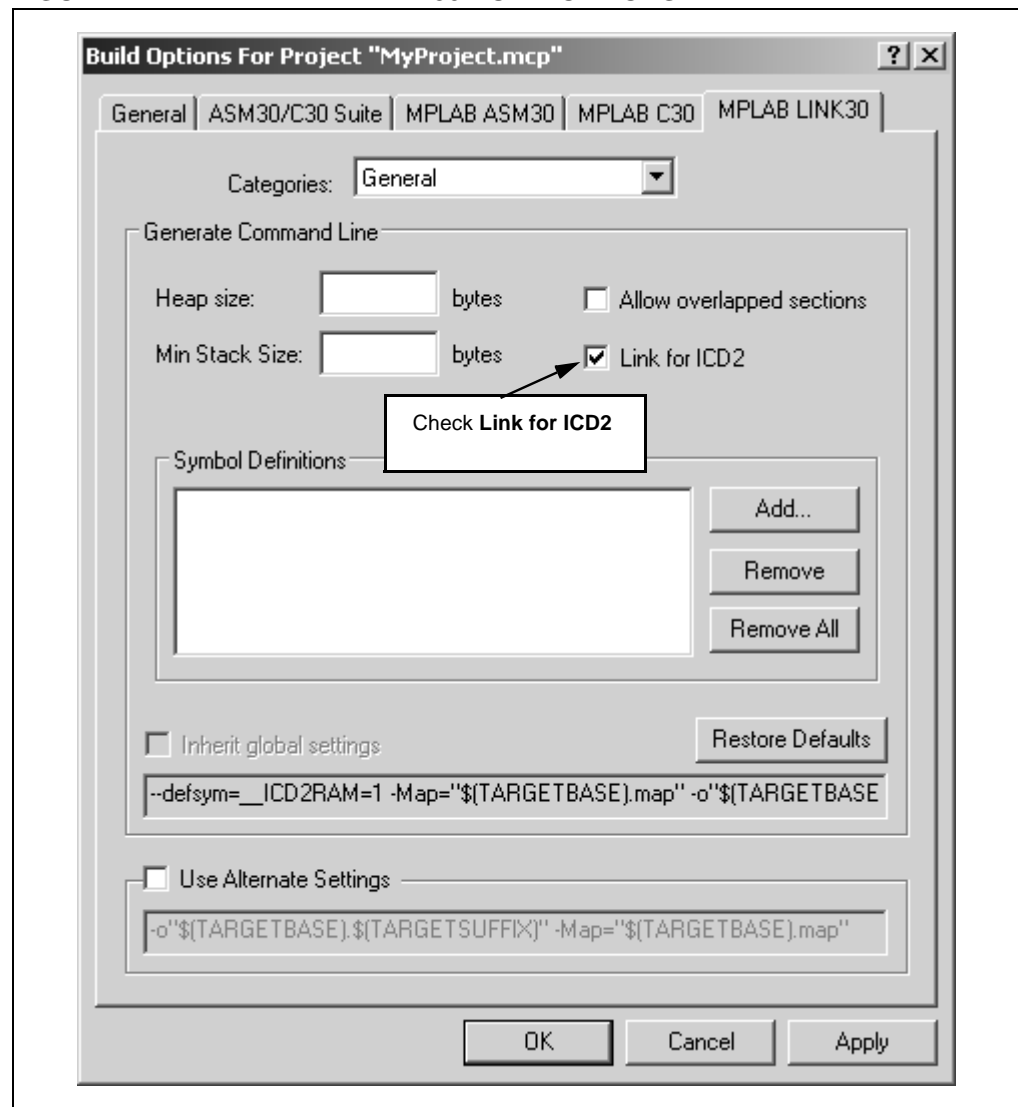 Build Options For Project "MyProject.mcp"
General ASM30/C30 Suite MPLAB ASM30 MPLAB C30 MPLAB LINK30
Categories: General
Generate Command Line
Heap size: bytes Allow overlapped sections
Min Stack Size: bytes Link for ICD2
Check Link for ICD2
Symbol Definitions
Add...
Remove
Remove All
Inherit global settings Restore Defaults
--defsym=__ICD2RAM=1 -Map="$(TARGETBASE).map" -o"$(TARGETBASE
Use Alternate Settings
-o"$(TARGETBASE).$(TARGETSUFFIX)" -Map="$(TARGETBASE).map"
OK Cancel Apply